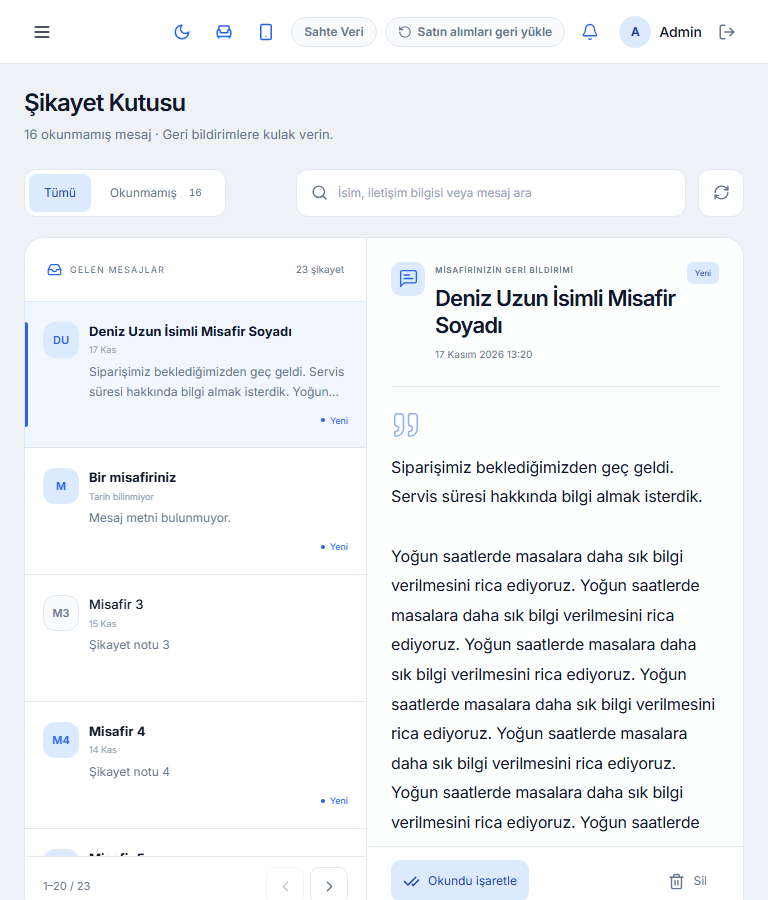 Sahte Veri
Satın alımları geri yükle
A
Admin
Şikayet Kutusu
16 okunmamış mesaj · Geri bildirimlere kulak verin.
Tümü
Okunmamış 16
İsim, iletişim bilgisi veya mesaj ara
GELEN MESAJLAR
23 şikayet
DU
Deniz Uzun İsimli Misafir Soyadı
17 Kas
Siparişimiz beklediğimizden geç geldi. Servis
süresi hakkında bilgi almak isterdik. Yoğun...
Yeni
M
Bir misafiriniz
Tarih bilinmiyor
Mesaj metni bulunmuyor.
Yeni
M3
Misafir 3
15 Kas
Şikayet notu 3
M4
Misafir 4
14 Kas
Şikayet notu 4
Yeni
1–20 / 23
MİSAFİRİNİZİN GERİ BİLDİRİMİ
Yeni
Deniz Uzun İsimli Misafir
Soyadı
17 Kasım 2026 13:20
Siparişimiz beklediğimizden geç geldi.
Servis süresi hakkında bilgi almak isterdik.
Yoğun saatlerde masalara daha sık bilgi
verilmesini rica ediyoruz. Yoğun saatlerde
masalara daha sık bilgi verilmesini rica
ediyoruz. Yoğun saatlerde masalara daha
sık bilgi verilmesini rica ediyoruz. Yoğun
saatlerde masalara daha sık bilgi verilmesini
rica ediyoruz. Yoğun saatlerde masalara
daha sık bilgi verilmesini rica ediyoruz.
Yoğun saatlerde masalara daha sık bilgi
verilmesini rica ediyoruz. Yoğun saatlerde
Okundu işaretle
Sil